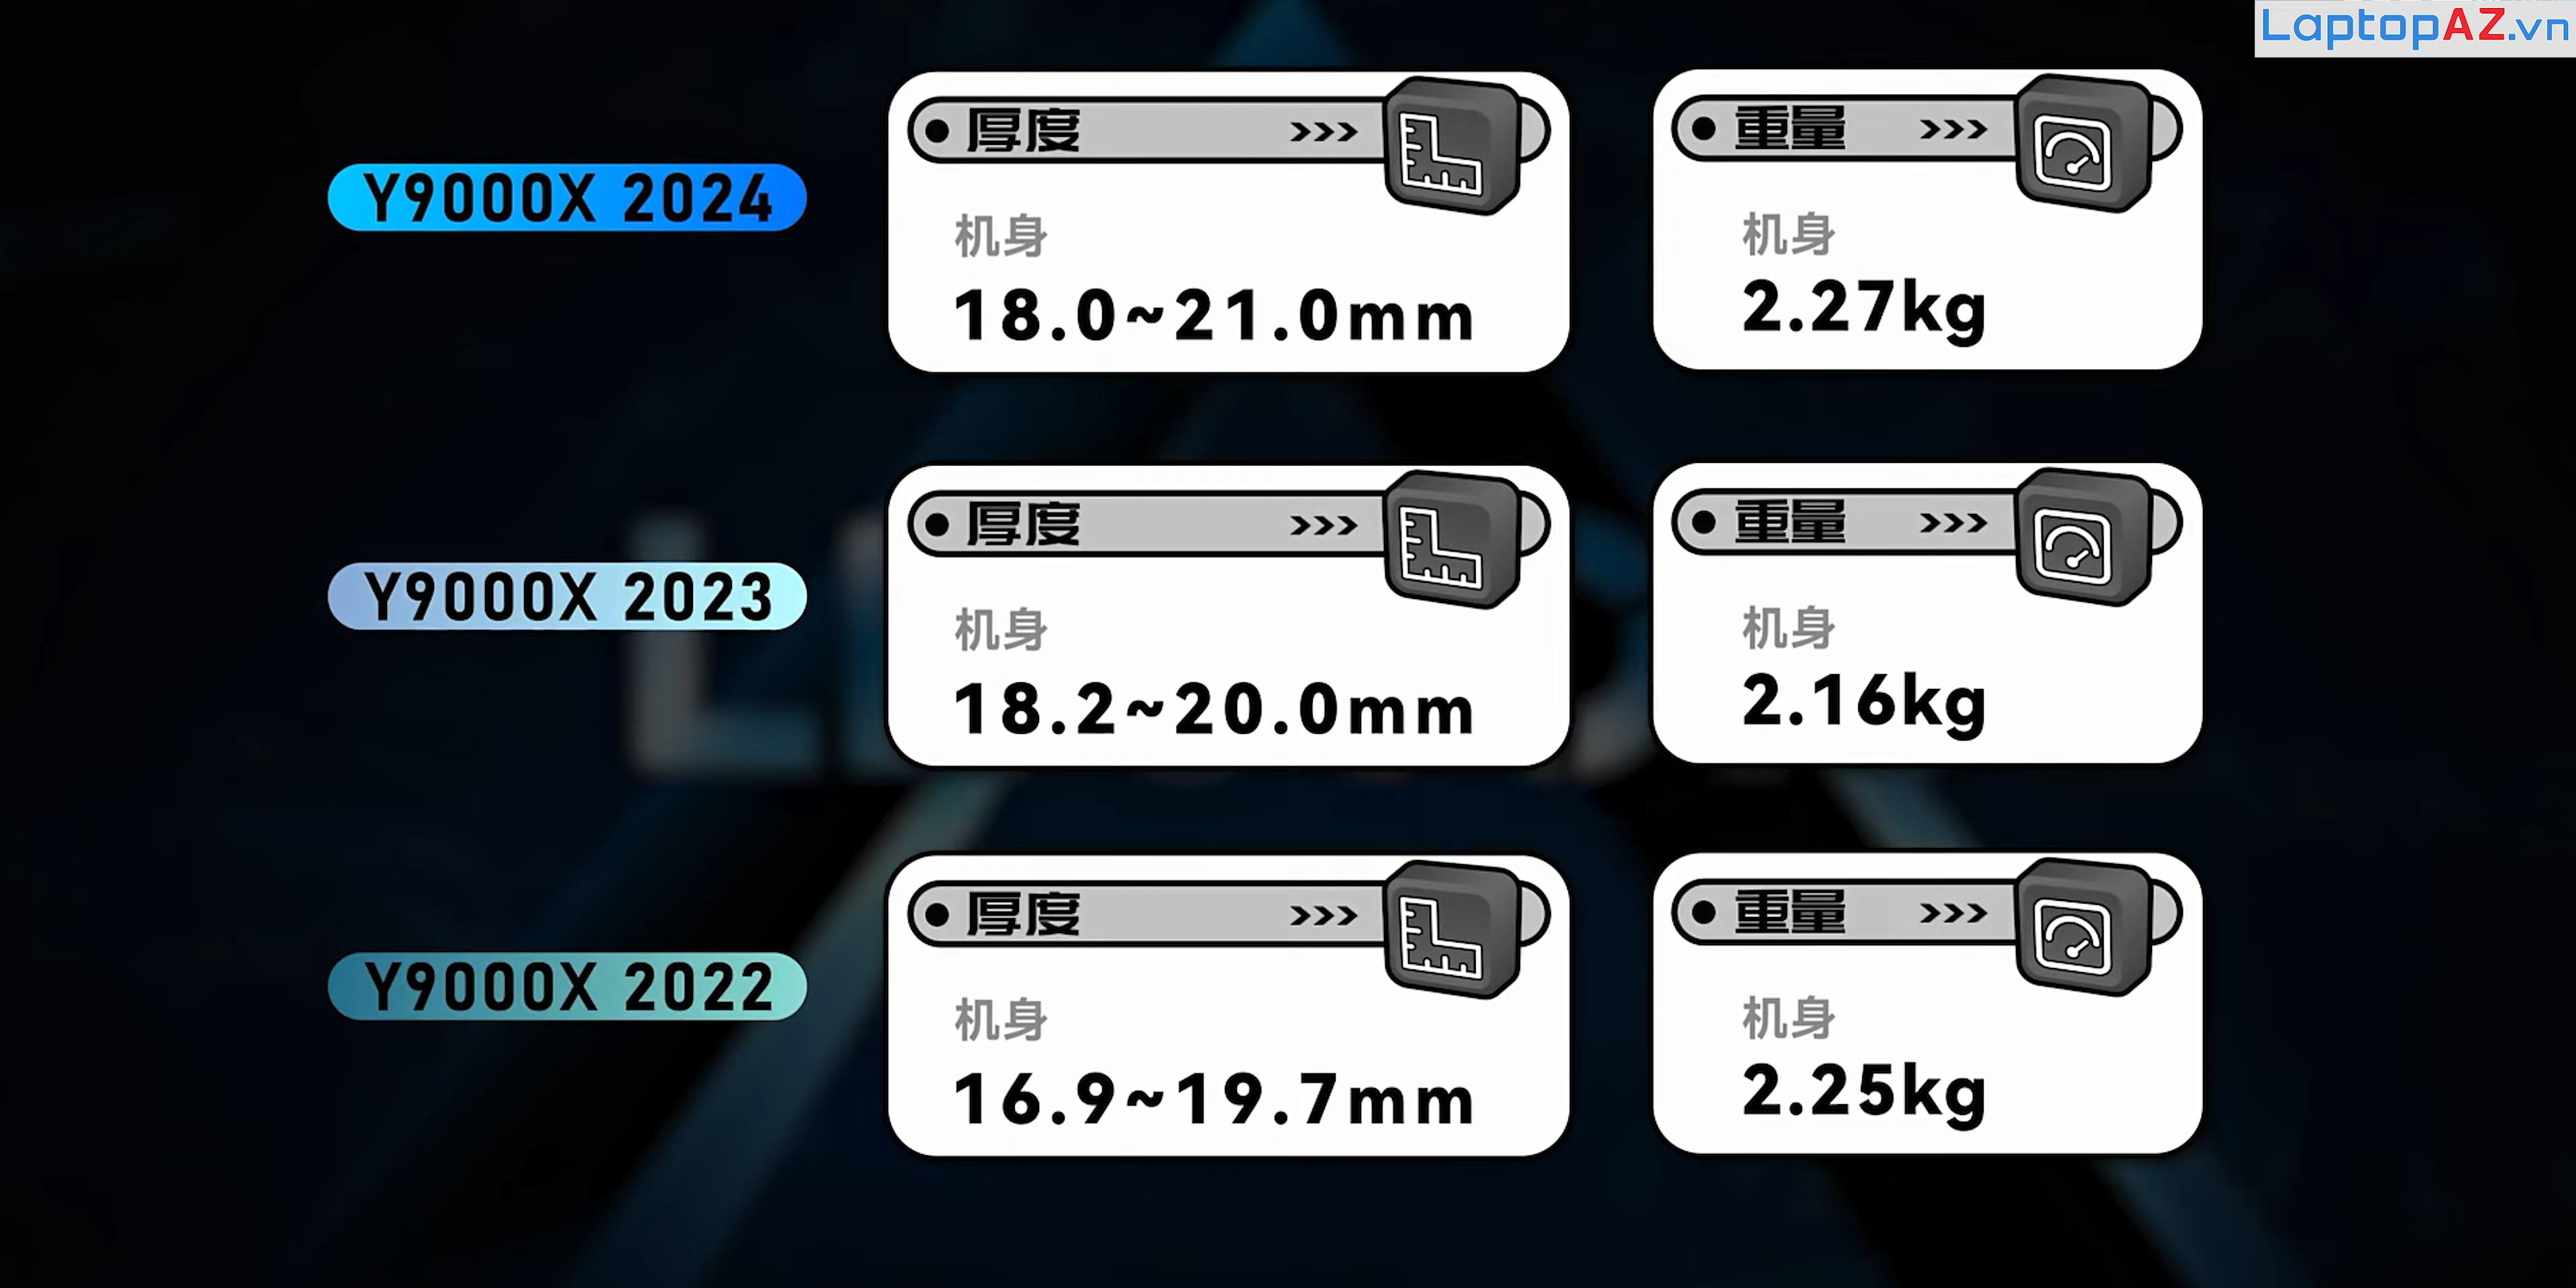 LaptopAZ.vn
Y9000X 2024
厚度 >>>
机身
18.0~21.0mm
重量 >>>
机身
2.27kg
Y9000X 2023
厚度 >>>
机身
18.2~20.0mm
重量 >>>
机身
2.16kg
Y9000X 2022
厚度 >>>
机身
16.9~19.7mm
重量 >>>
机身
2.25kg